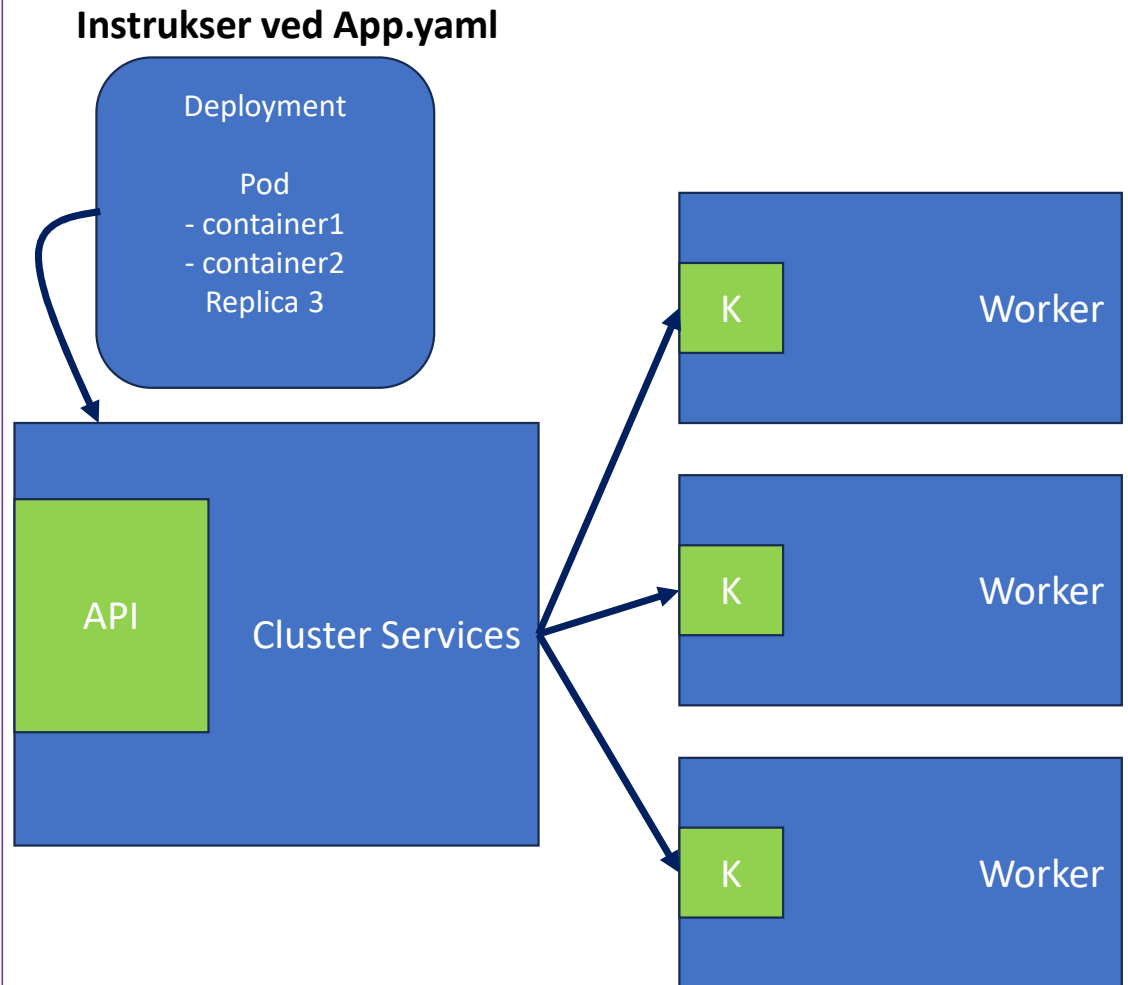 Instrukser ved App.yaml
Deployment
Pod
- container1
- container2
Replica 3
API
Cluster Services
K
Worker
K
Worker
K
Worker